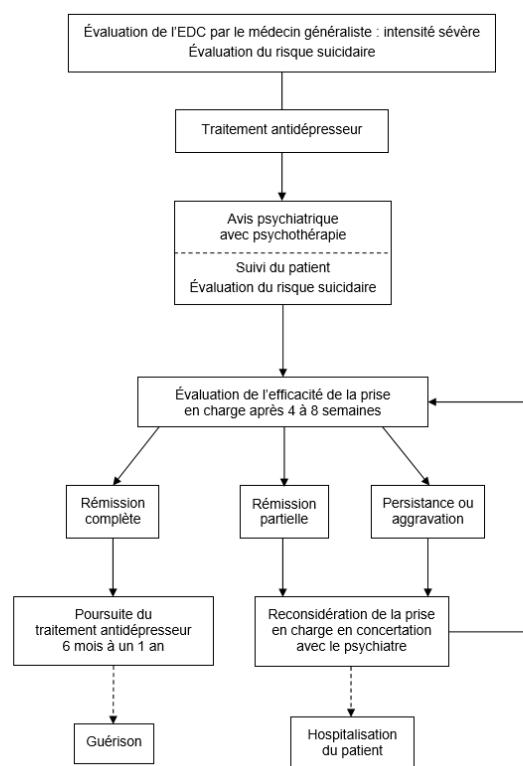 Évaluation de l'EDC par le médecin généraliste : intensité sévère
Évaluation du risque suicidaire
Traitement antidépresseur
Avis psychiatrique
avec psychothérapie
Suivi du patient
Évaluation du risque suicidaire
Évaluation de l'efficacité de la prise
en charge après 4 à 8 semaines
Rémission
complète
Rémission
partielle
Persistance ou
aggravation
Poursuite du
traitement antidépresseur
6 mois à un 1 an
Reconsidération de la prise
en charge en concertation
avec le psychiatre
Guérison
Hospitalisation
du patient